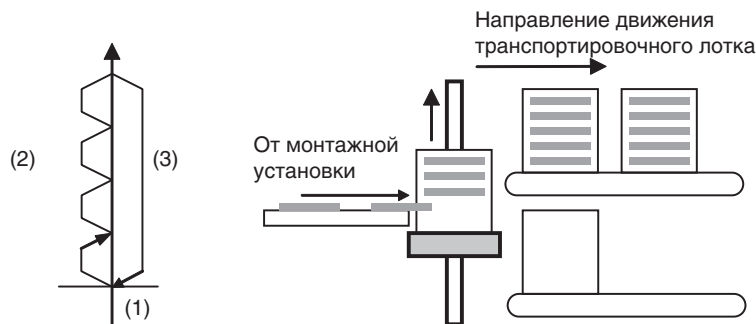 Направление движения
транспортировочного лотка
От монтажной
установки
(2)
(3)
(1)